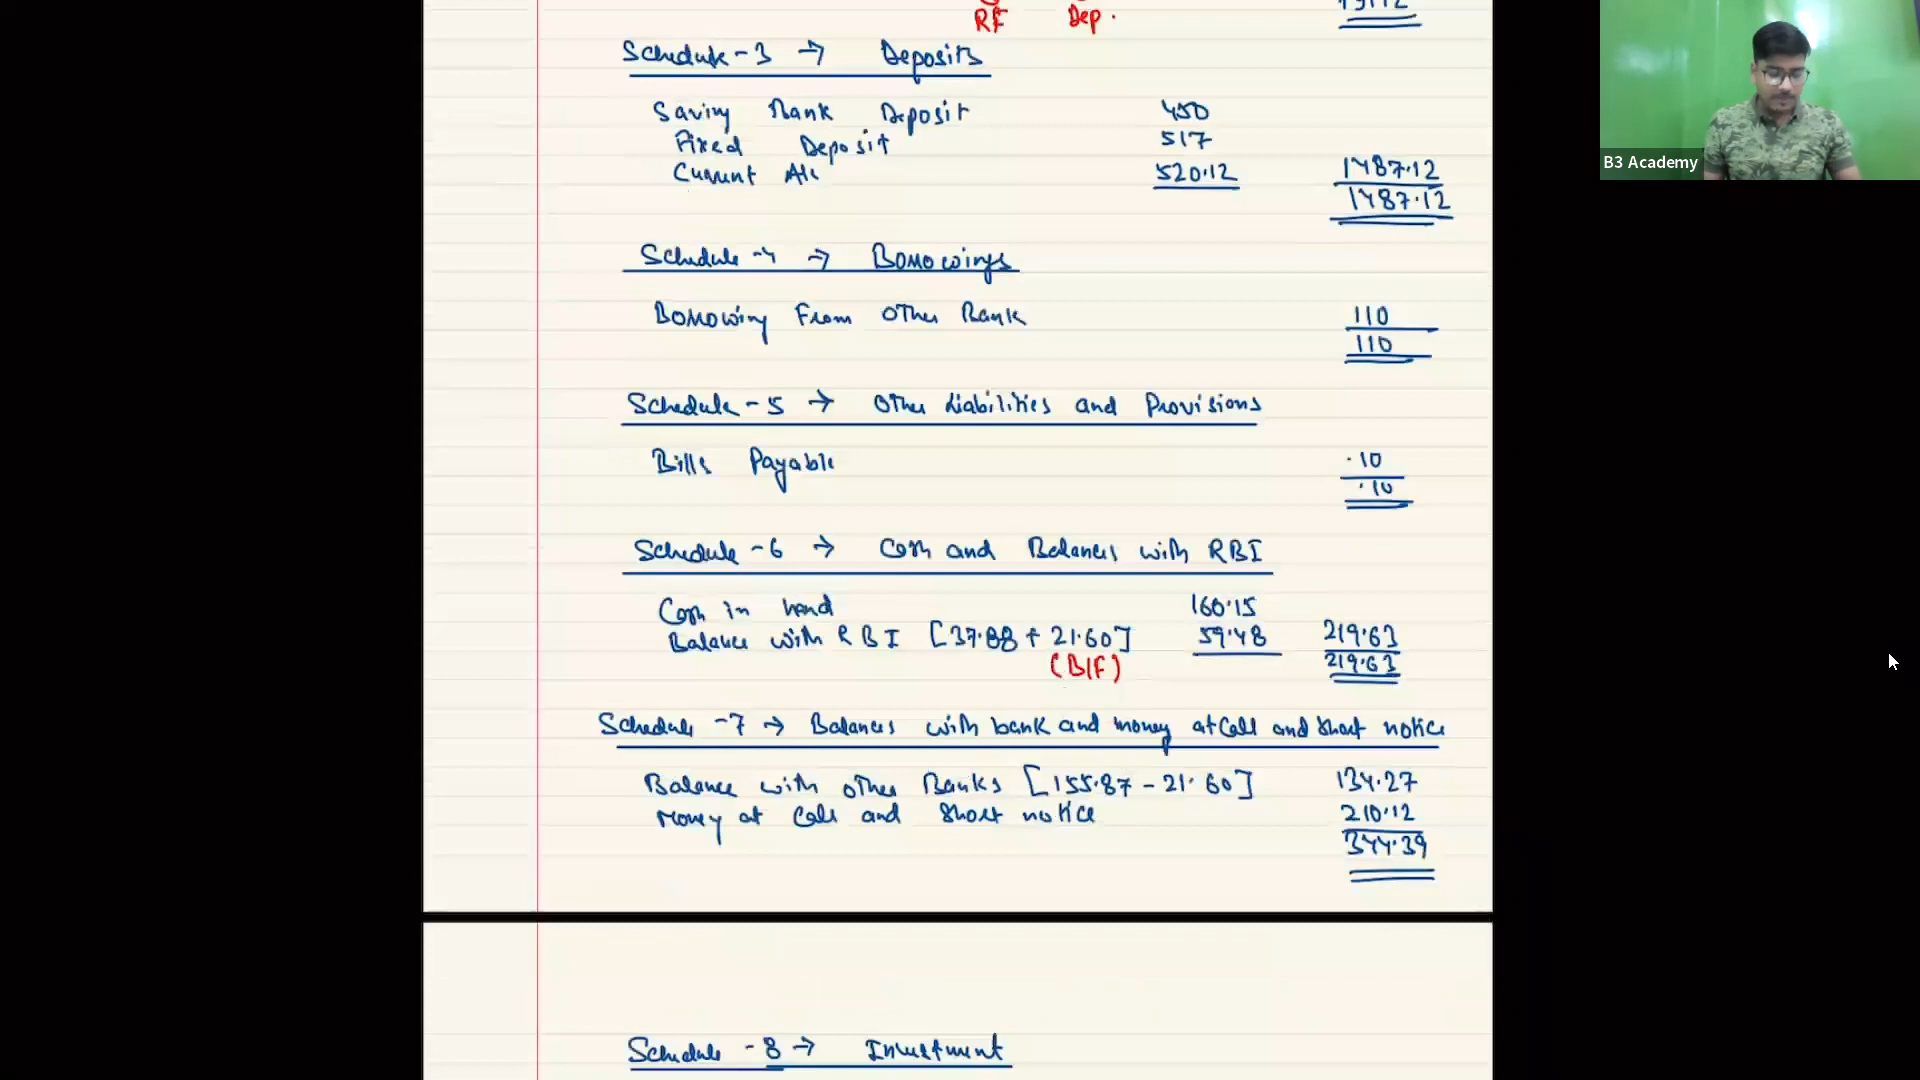 RF Dep.
Schedule-3 → Deposits
Saving Bank Deposit 450
Fixed Deposit 517
Current A/c 520.12 1487.12
1487.12
Schedule-4 → Borrowings
Borrowing From Other Bank 110
110
Schedule-5 → Other Liabilities and Provisions
Bills Payable .10
.10
Schedule-6 → Cash and Balances with RBI
Cash in hand 160.15
Balance with RBI [37.88 + 21.60] 59.48 219.63
(B/F) 219.63
Schedule-7 → Balances with bank and money at Call and Short notice
Balance with other Banks [155.87 - 21.60] 134.27
Money at Call and Short notice 210.12
344.39
Schedule-8 → Investment
B3 Academy